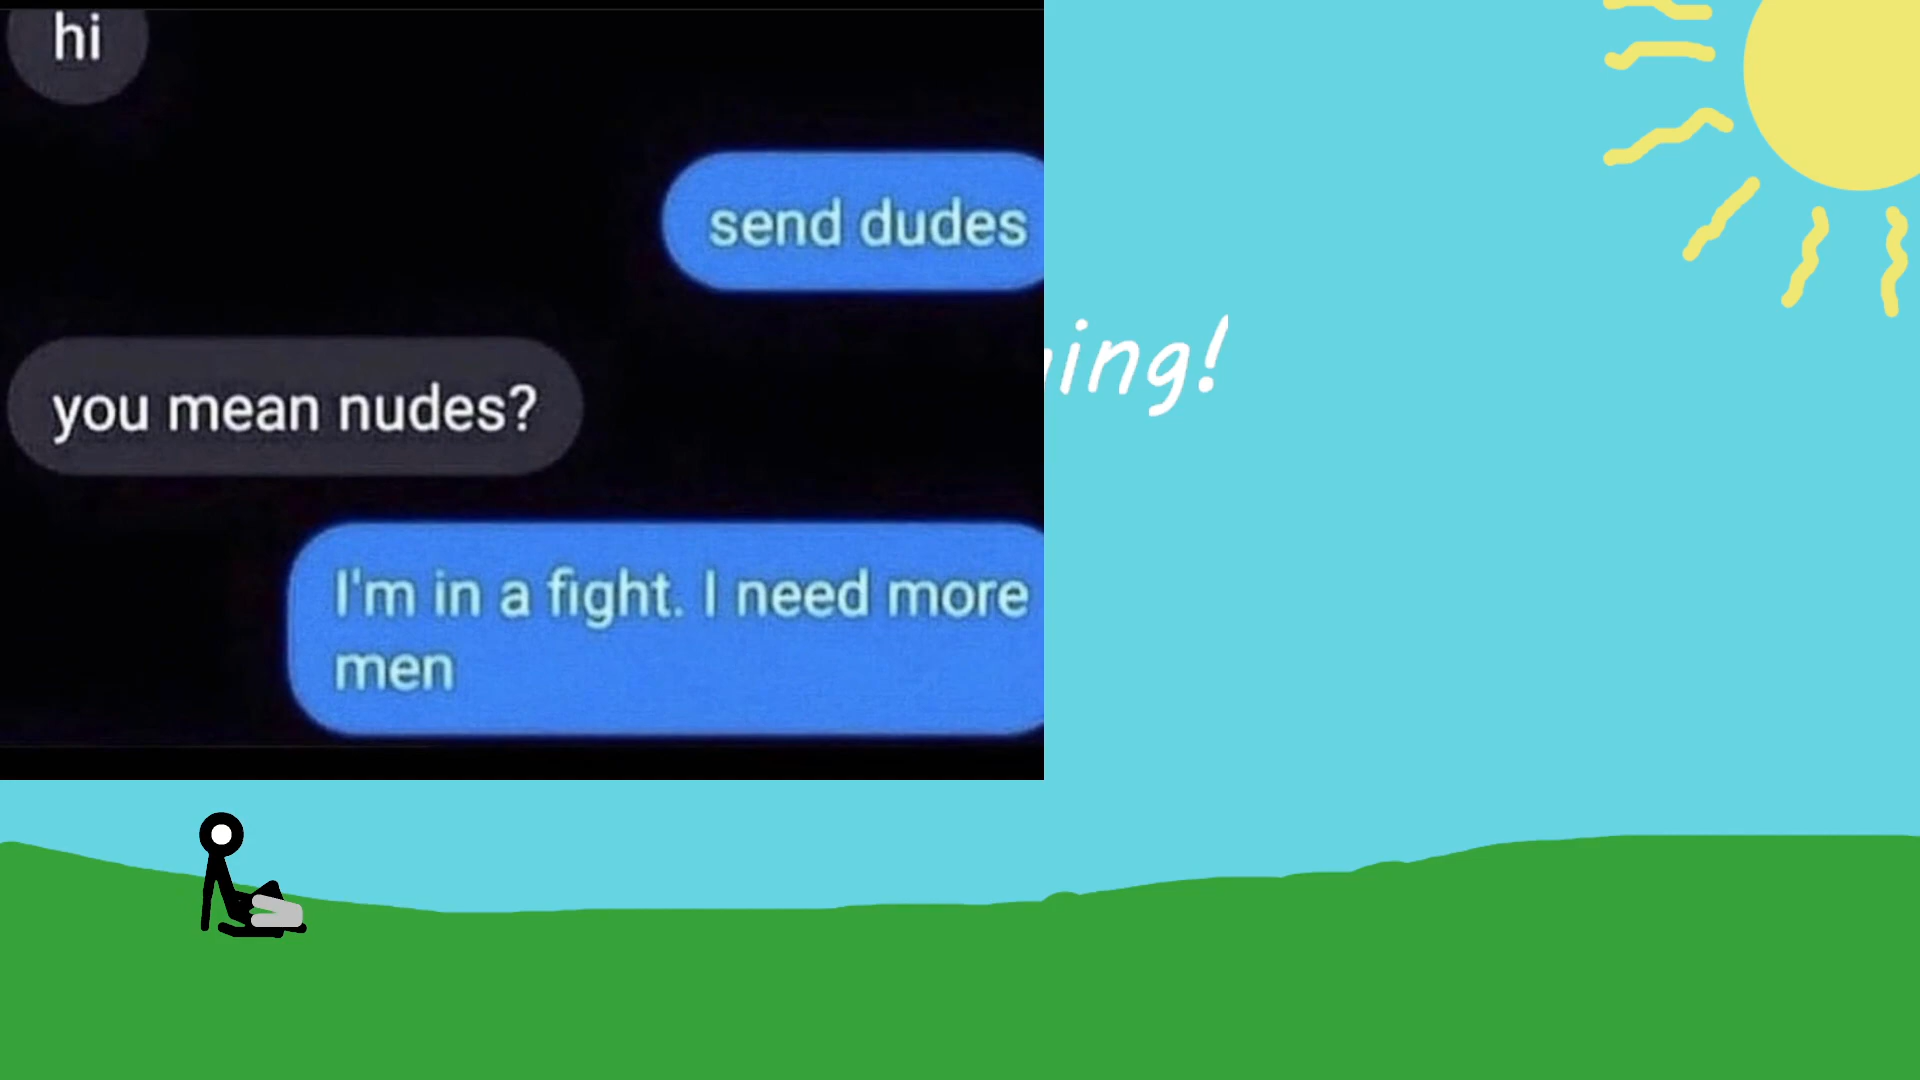 hi
send dudes
you mean nudes?
I'm in a fight. I need more
men
ing!